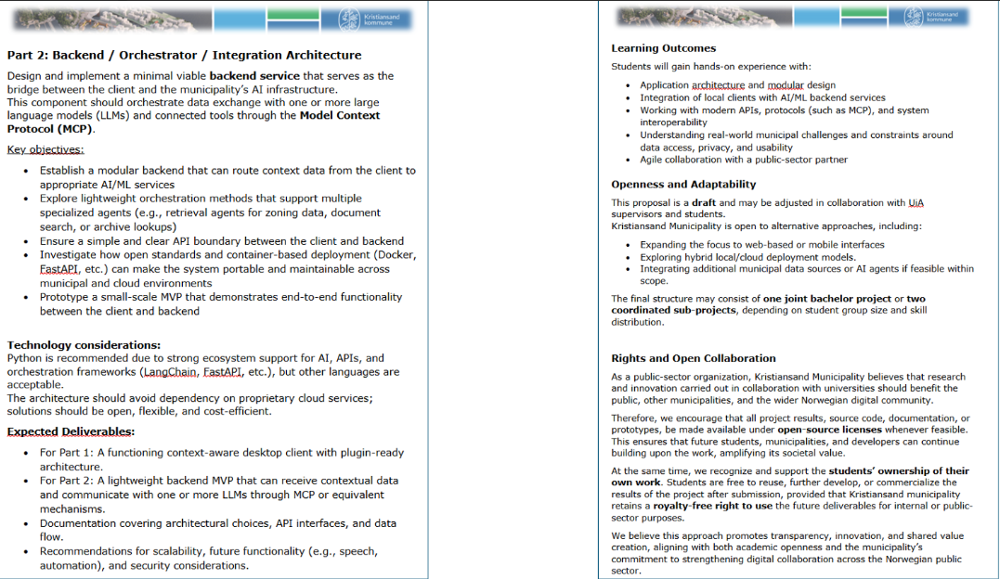 Kristiansand
kommune
Part 2: Backend / Orchestrator / Integration Architecture
Design and implement a minimal viable backend service that serves as the
bridge between the client and the municipality's AI infrastructure.
This component should orchestrate data exchange with one or more large
language models (LLMs) and connected tools through the Model Context
Protocol (MCP).
Key objectives:
• Establish a modular backend that can route context data from the client to
appropriate AI/ML services
• Explore lightweight orchestration methods that support multiple
specialized agents (e.g., retrieval agents for zoning data, document
search, or archive lookups)
• Ensure a simple and clear API boundary between the client and backend
• Investigate how open standards and container-based deployment (Docker,
FastAPI, etc.) can make the system portable and maintainable across
municipal and cloud environments
• Prototype a small-scale MVP that demonstrates end-to-end functionality
between the client and backend
Technology considerations:
Python is recommended due to strong ecosystem support for AI, APIs, and
orchestration frameworks (LangChain, FastAPI, etc.), but other languages are
acceptable.
The architecture should avoid dependency on proprietary cloud services;
solutions should be open, flexible, and cost-efficient.
Expected Deliverables:
• For Part 1: A functioning context-aware desktop client with plugin-ready
architecture.
• For Part 2: A lightweight backend MVP that can receive contextual data
and communicate with one or more LLMs through MCP or equivalent
mechanisms.
• Documentation covering architectural choices, API interfaces, and data
flow.
• Recommendations for scalability, future functionality (e.g., speech,
automation), and security considerations.
Kristiansand
kommune
Learning Outcomes
Students will gain hands-on experience with:
• Application architecture and modular design
• Integration of local clients with AI/ML backend services
• Working with modern APIs, protocols (such as MCP), and system
interoperability
• Understanding real-world municipal challenges and constraints around
data access, privacy, and usability
• Agile collaboration with a public-sector partner
Openness and Adaptability
This proposal is a draft and may be adjusted in collaboration with UiA
supervisors and students.
Kristiansand Municipality is open to alternative approaches, including:
• Expanding the focus to web-based or mobile interfaces
• Exploring hybrid local/cloud deployment models.
• Integrating additional municipal data sources or AI agents if feasible within
scope.
The final structure may consist of one joint bachelor project or two
coordinated sub-projects, depending on student group size and skill
distribution.
Rights and Open Collaboration
As a public-sector organization, Kristiansand Municipality believes that research
and innovation carried out in collaboration with universities should benefit the
public, other municipalities, and the wider Norwegian digital community.
Therefore, we encourage that all project results, source code, documentation, or
prototypes, be made available under open-source licenses whenever feasible.
This ensures that future students, municipalities, and developers can continue
building upon the work, amplifying its societal value.
At the same time, we recognize and support the students' ownership of their
own work. Students are free to reuse, further develop, or commercialize the
results of the project after submission, provided that Kristiansand municipality
retains a royalty-free right to use the future deliverables for internal or public-
sector purposes.
We believe this approach promotes transparency, innovation, and shared value
creation, aligning with both academic openness and the municipality's
commitment to strengthening digital collaboration across the Norwegian public
sector.